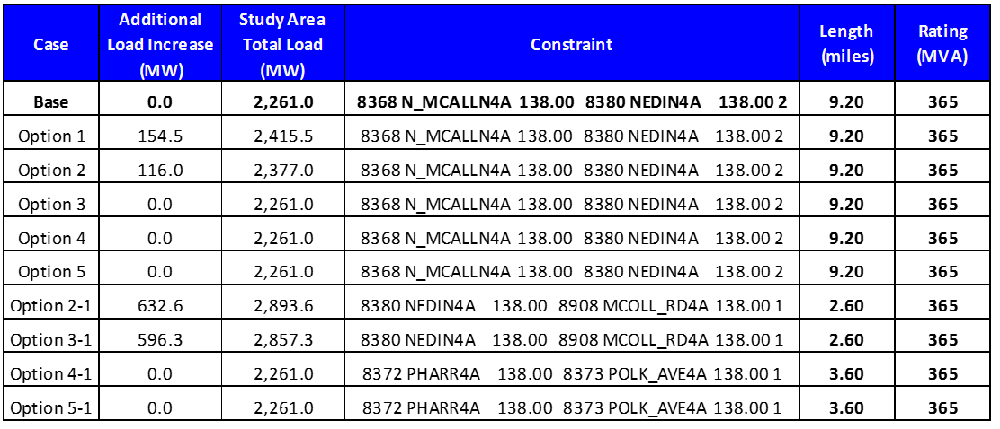 Case Additional Load Increase (MW) Study Area Total Load (MW) Constraint Length (miles) Rating (MVA)
Base 0.0 2,261.0 8368 N_MCALLN4A 138.00 8380 NEDIN4A 138.00 2 9.20 365
Option 1 154.5 2,415.5 8368 N_MCALLN4A 138.00 8380 NEDIN4A 138.00 2 9.20 365
Option 2 116.0 2,377.0 8368 N_MCALLN4A 138.00 8380 NEDIN4A 138.00 2 9.20 365
Option 3 0.0 2,261.0 8368 N_MCALLN4A 138.00 8380 NEDIN4A 138.00 2 9.20 365
Option 4 0.0 2,261.0 8368 N_MCALLN4A 138.00 8380 NEDIN4A 138.00 2 9.20 365
Option 5 0.0 2,261.0 8368 N_MCALLN4A 138.00 8380 NEDIN4A 138.00 2 9.20 365
Option 2-1 632.6 2,893.6 8380 NEDIN4A 138.00 8908 MCOLL_RD4A 138.00 1 2.60 365
Option 3-1 596.3 2,857.3 8380 NEDIN4A 138.00 8908 MCOLL_RD4A 138.00 1 2.60 365
Option 4-1 0.0 2,261.0 8372 PHARR4A 138.00 8373 POLK_AVE4A 138.00 1 3.60 365
Option 5-1 0.0 2,261.0 8372 PHARR4A 138.00 8373 POLK_AVE4A 138.00 1 3.60 365